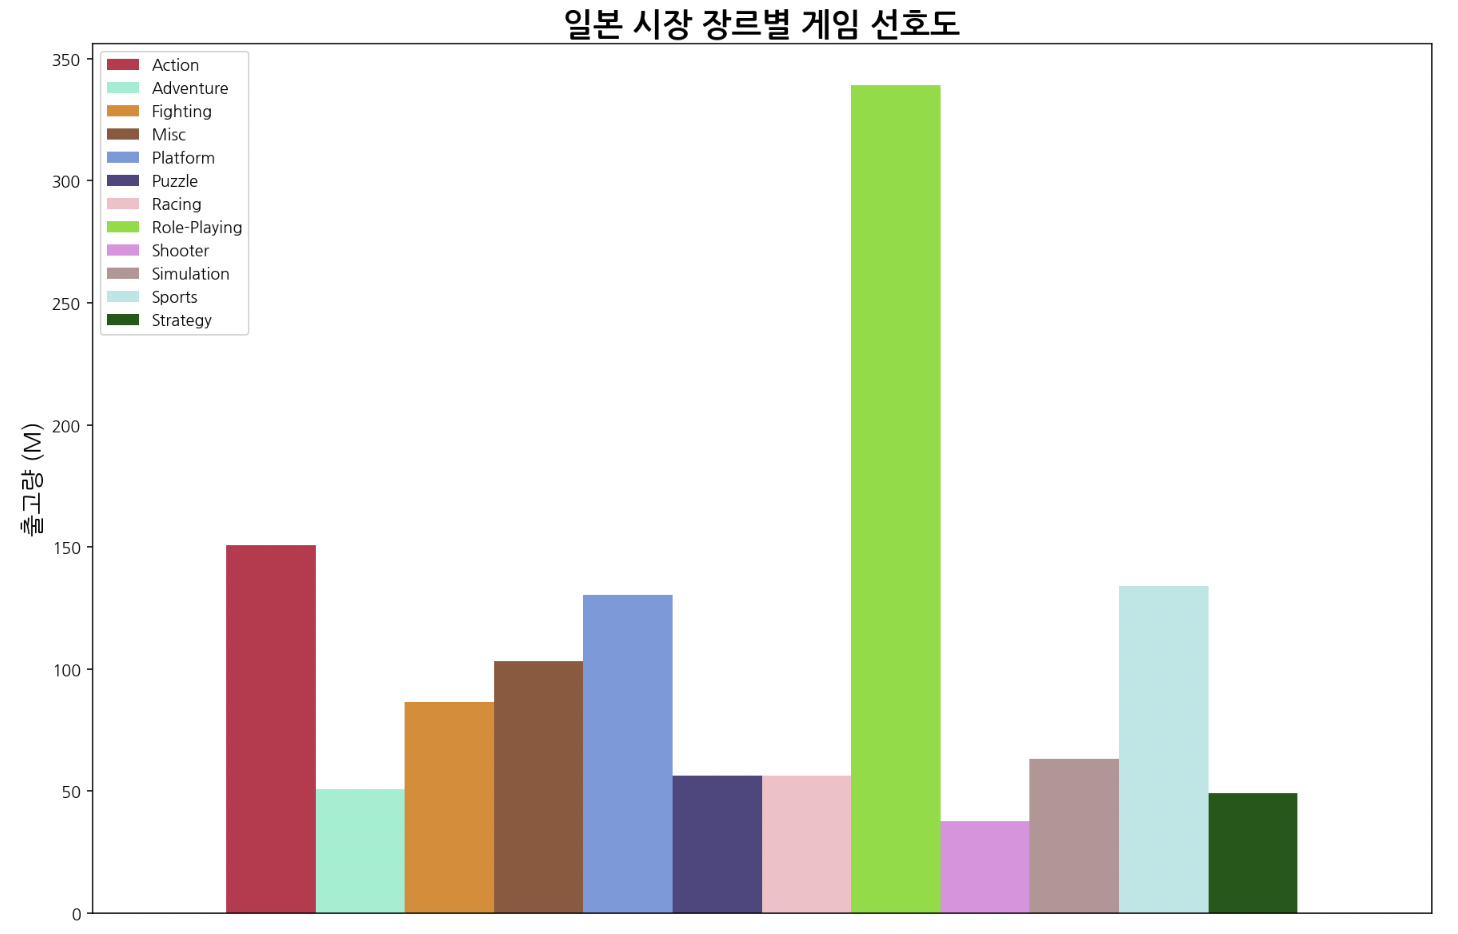 일본 시장 장르별 게임 선호도
350
300
250
200
150
100
50
0
출고량 (M)
Action
Adventure
Fighting
Misc
Platform
Puzzle
Racing
Role-Playing
Shooter
Simulation
Sports
Strategy